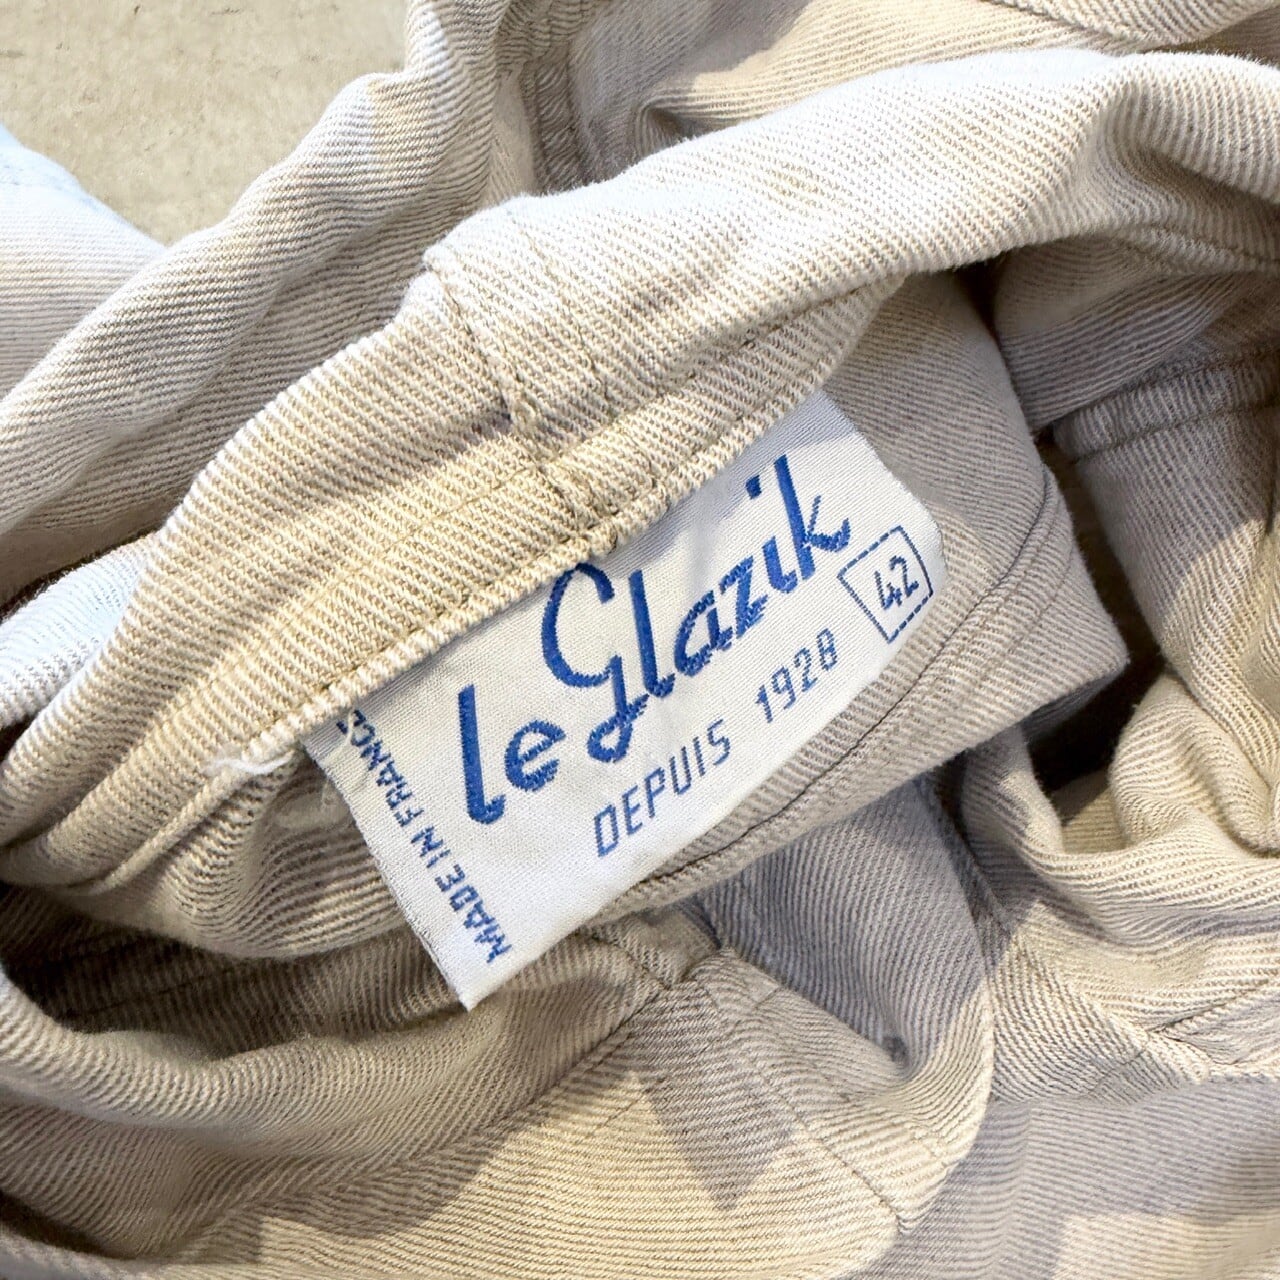 le Glazik
42
DEPUIS 1928
MADE IN FRANCE